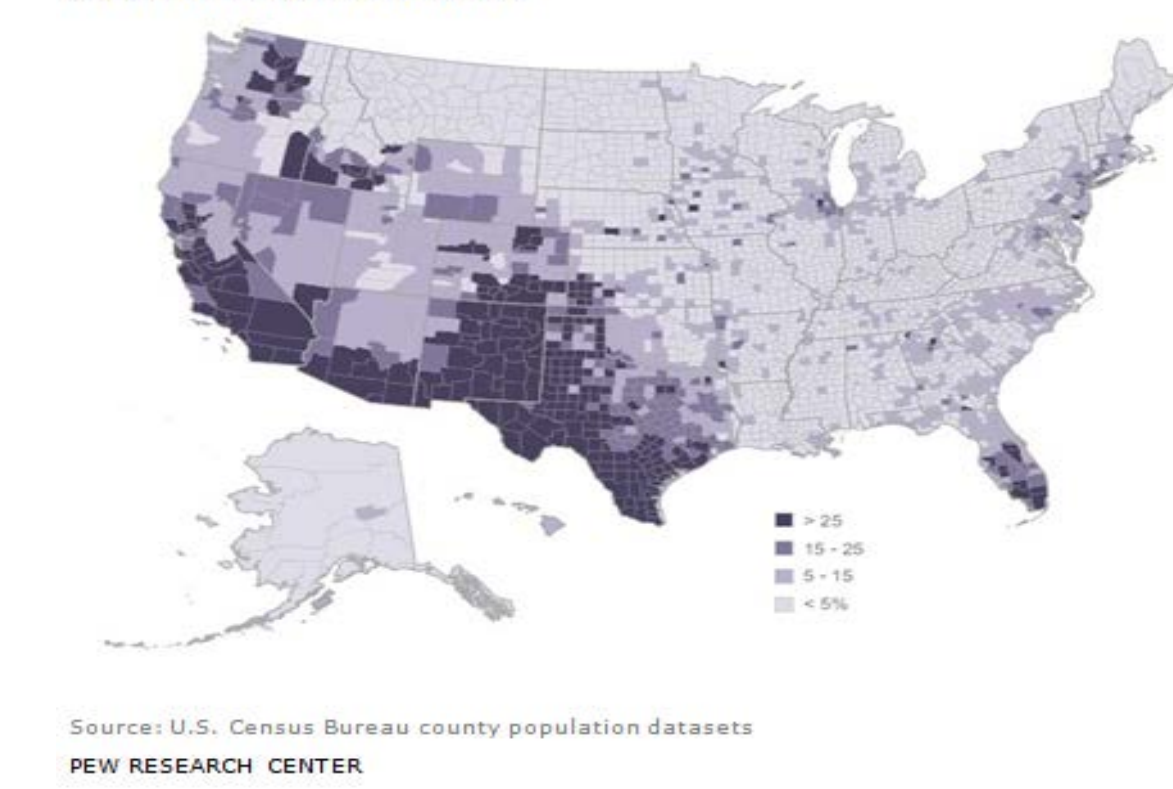 > 25
15 - 25
5 - 15
< 5%
Source: U.S. Census Bureau county population datasets
PEW RESEARCH CENTER